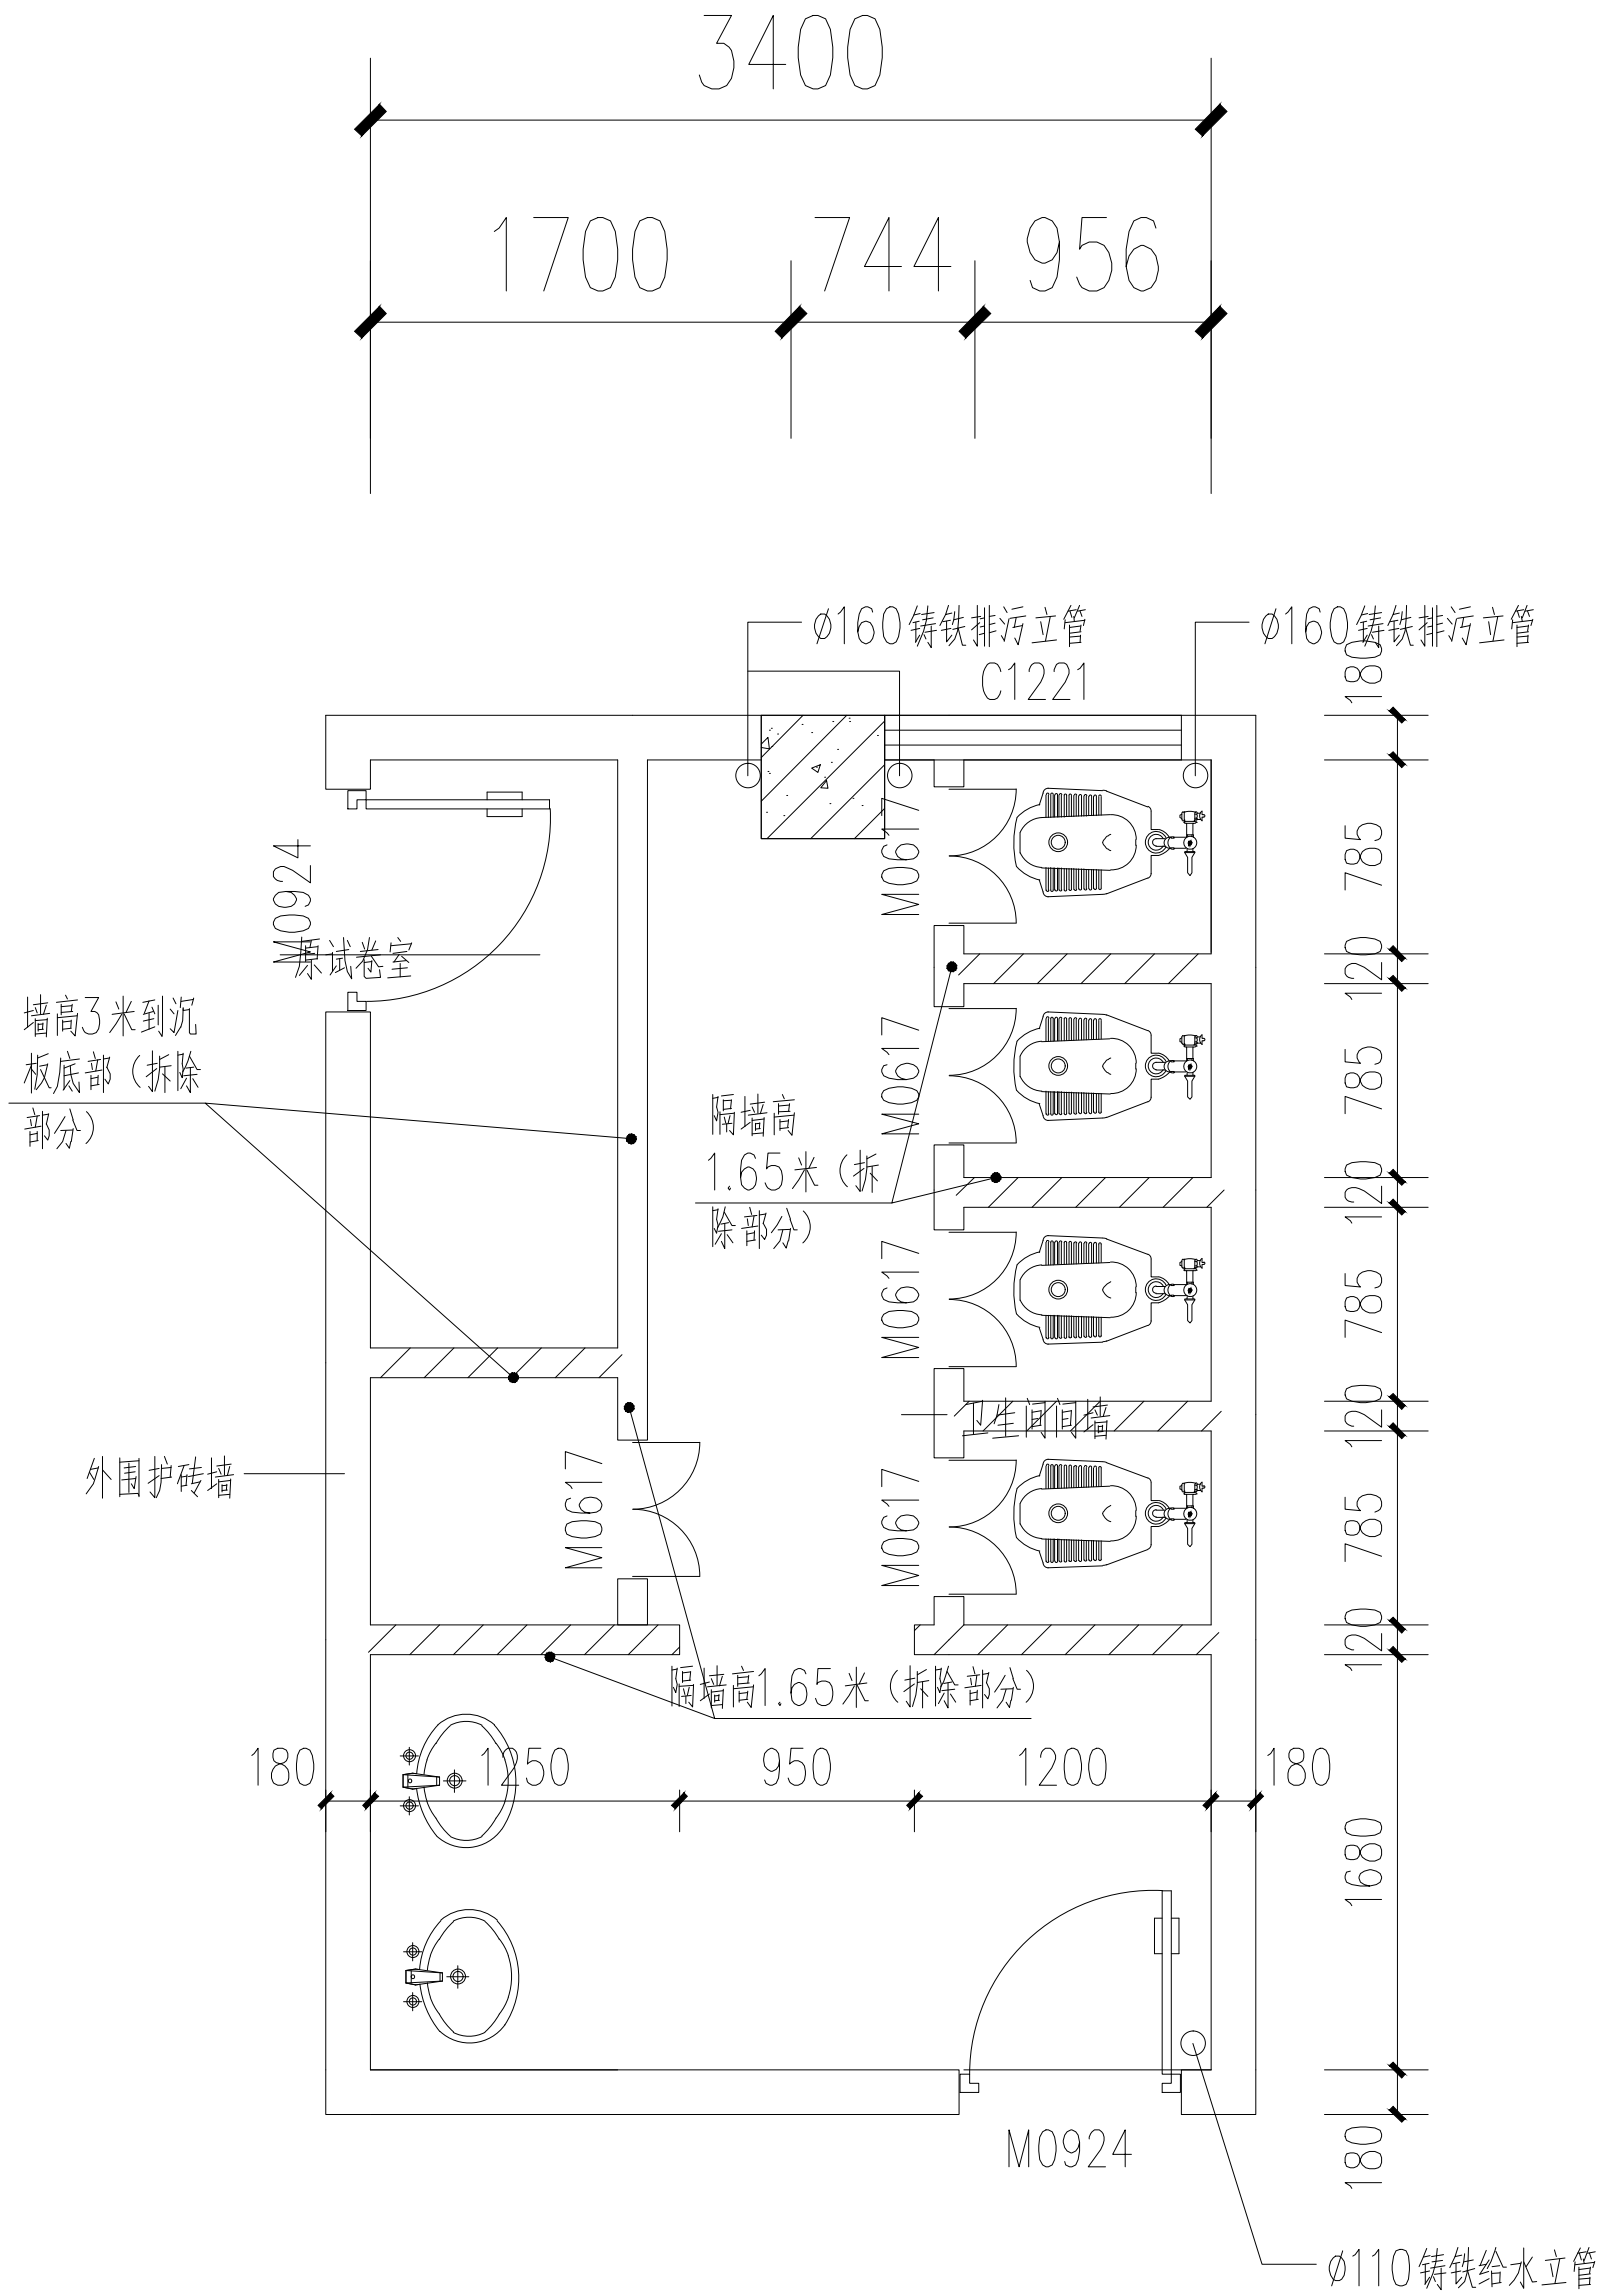 3400
1700
744
956
ø160铸铁排污立管
ø160铸铁排污立管
C1221
180
M0617
785
M0924
原试卷室
120
墙高3米到沉
板底部（拆除
部分）
M0617
785
隔墙高
1.65米（拆
除部分）
120
M0617
785
120
卫生间间墙
外围护砖墙
M0617
M0617
785
120
隔墙高1.65米（拆除部分）
180
1250
950
1200
180
1680
M0924
180
ø110铸铁给水立管